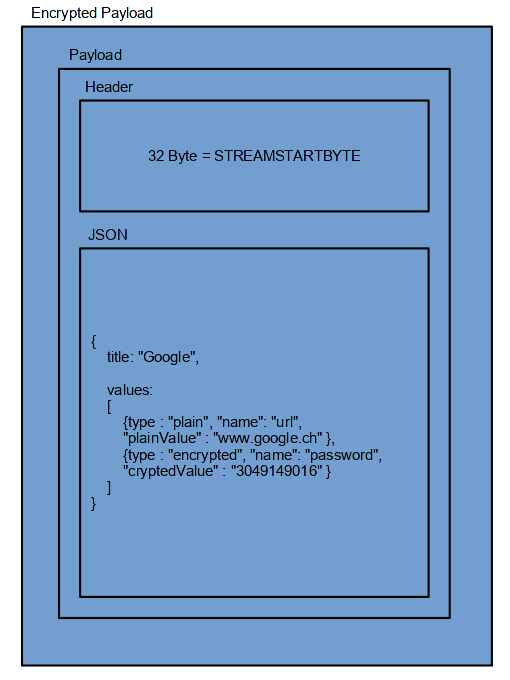 Encrypted Payload
Payload
Header
32 Byte = STREAMSTARTBYTE
JSON
{
title: "Google",
values:
[
{type : "plain", "name": "url",
"plainValue" : "www.google.ch" },
{type : "encrypted", "name": "password",
"cryptedValue" : "3049149016" }
]
}